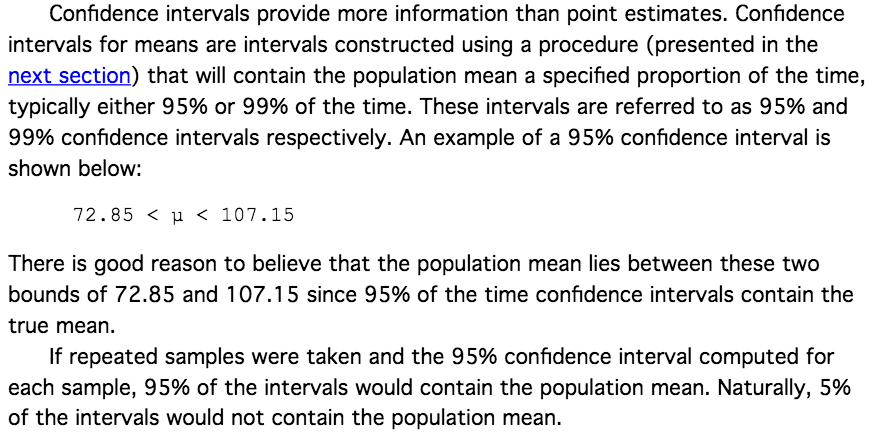 Confidence intervals provide more information than point estimates. Confidence
intervals for means are intervals constructed using a procedure (presented in the
next section) that will contain the population mean a specified proportion of the time,
typically either 95% or 99% of the time. These intervals are referred to as 95% and
99% confidence intervals respectively. An example of a 95% confidence interval is
shown below:
72.85 < μ < 107.15
There is good reason to believe that the population mean lies between these two
bounds of 72.85 and 107.15 since 95% of the time confidence intervals contain the
true mean.
If repeated samples were taken and the 95% confidence interval computed for
each sample, 95% of the intervals would contain the population mean. Naturally, 5%
of the intervals would not contain the population mean.